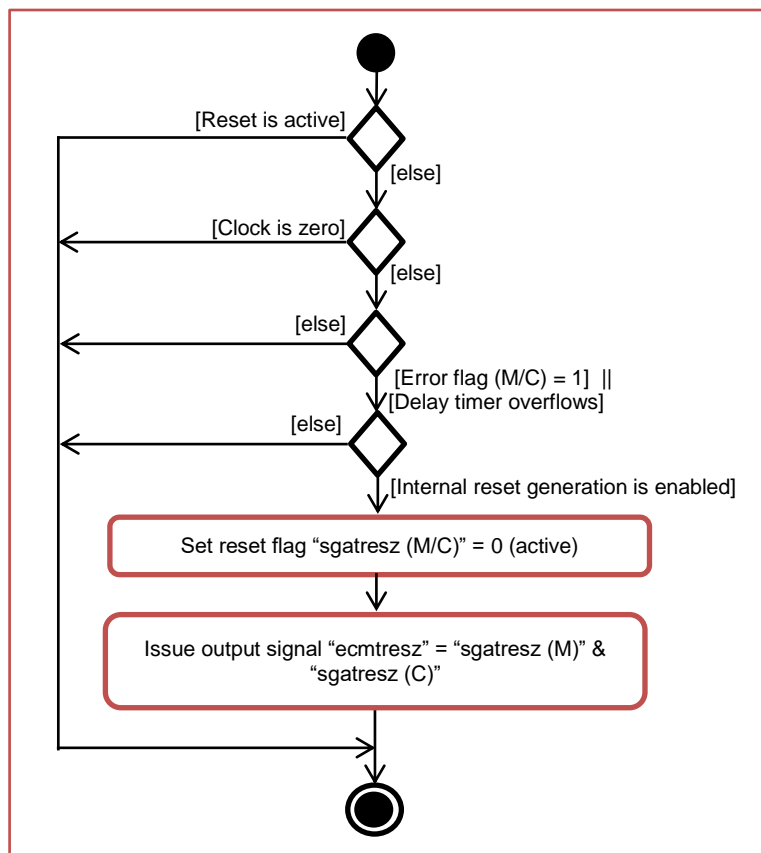 [Reset is active]
[else]
[Clock is zero]
[else]
[else]
[Error flag (M/C) = 1] ||
[Delay timer overflows]
[else]
[Internal reset generation is enabled]
Set reset flag “sgatresz (M/C)” = 0 (active)
Issue output signal “ecmtresz” = “sgatresz (M)” &
“sgatresz (C)”